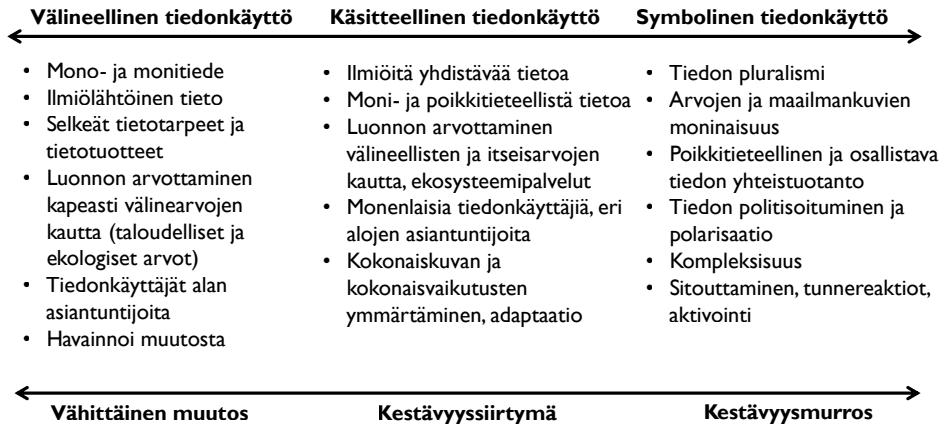 Välineellinen tiedonkäyttö
Käsitteellinen tiedonkäyttö
Symbolinen tiedonkäyttö
• Mono- ja monitiede
• Ilmiölähtöinen tieto
• Selkeät tietotarpeet ja
tietotuotteet
• Luonnon arvottaminen
kapeasti välinearvojen
kautta (taloudelliset ja
ekologiset arvot)
• Tiedonkäyttäjät alan
asiantuntijoita
• Havainnoi muutosta
• Ilmiöitä yhdistävää tietoa
• Moni- ja poikkitieteellistä tietoa
• Luonnon arvottaminen
välineellisten ja itseisarvojen
kautta, ekosysteemipalvelut
• Monenlaisia tiedonkäyttäjiä, eri
alojen asiantuntijoita
• Kokonaiskuvan ja
kokonaisvaikutusten
ymmärtäminen, adaptaatio
• Tiedon pluralismi
• Arvojen ja maailmankuvien
moninaisuus
• Poikkitieteellinen ja osallistava
tiedon yhteistuotanto
• Tiedon politisoituminen ja
polarisaatio
• Kompleksisuus
• Sitouttaminen, tunnereaktiot,
aktivointi
Vähittäinen muutos
Kestävyyssiirtymä
Kestävyysmurros